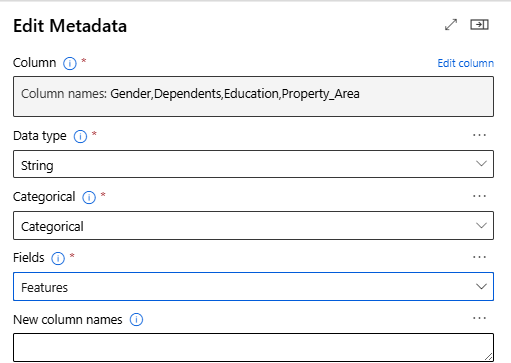 Edit Metadata
Column * Edit column
Column names: Gender,Dependents,Education,Property_Area
Data type *
String
Categorical *
Categorical
Fields *
Features
New column names